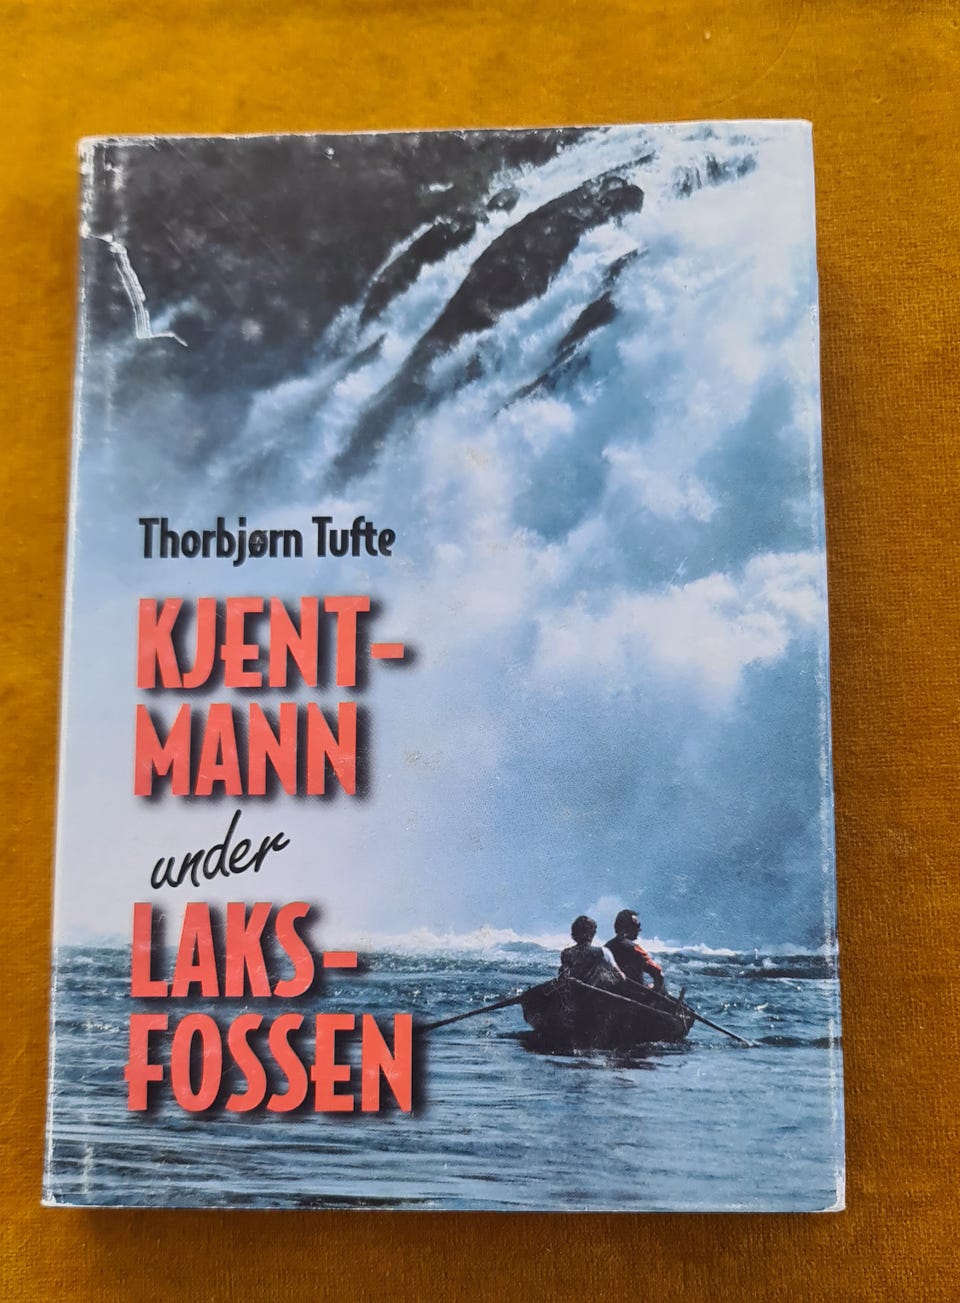 Thorbjørn Tufte
KJENT-
MANN
under
LAKS-
FOSSEN